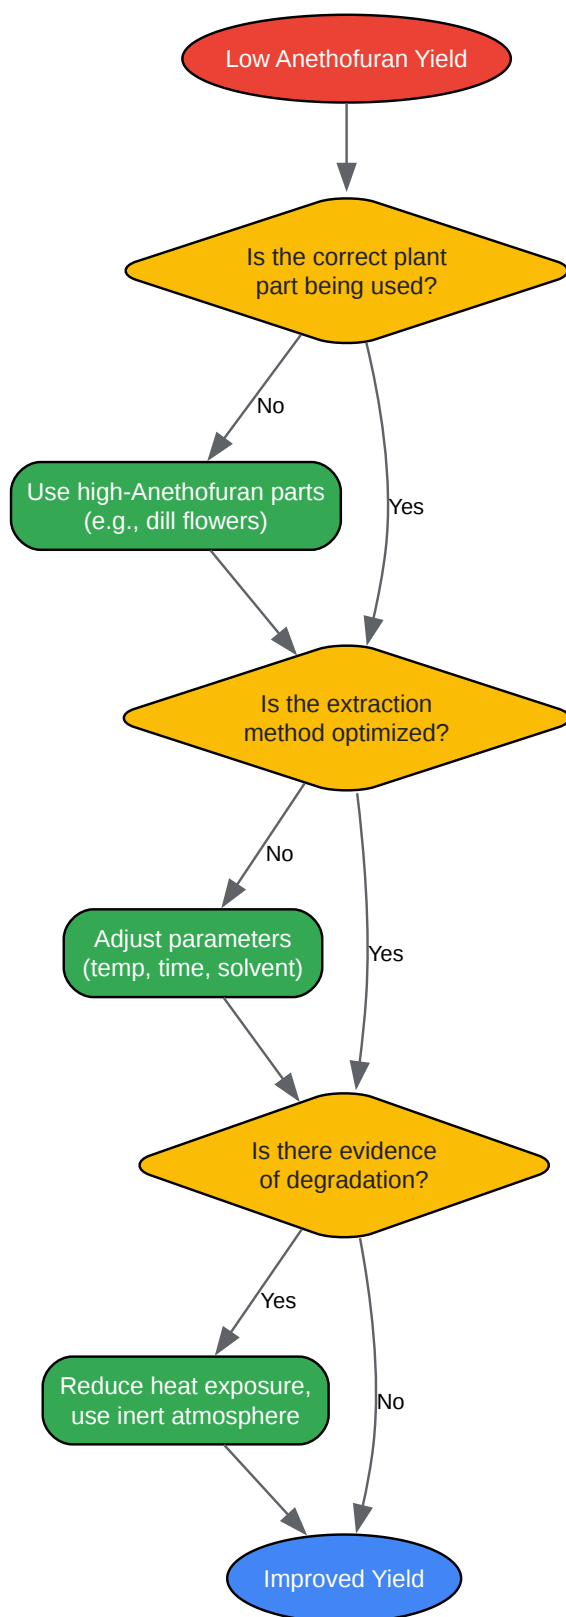 Low Anethofuran Yield
Is the correct plant
part being used?
No
Yes
Use high-Anethofuran parts
(e.g., dill flowers)
Is the extraction
method optimized?
No
Yes
Adjust parameters
(temp, time, solvent)
Is there evidence
of degradation?
Yes
No
Reduce heat exposure,
use inert atmosphere
Improved Yield